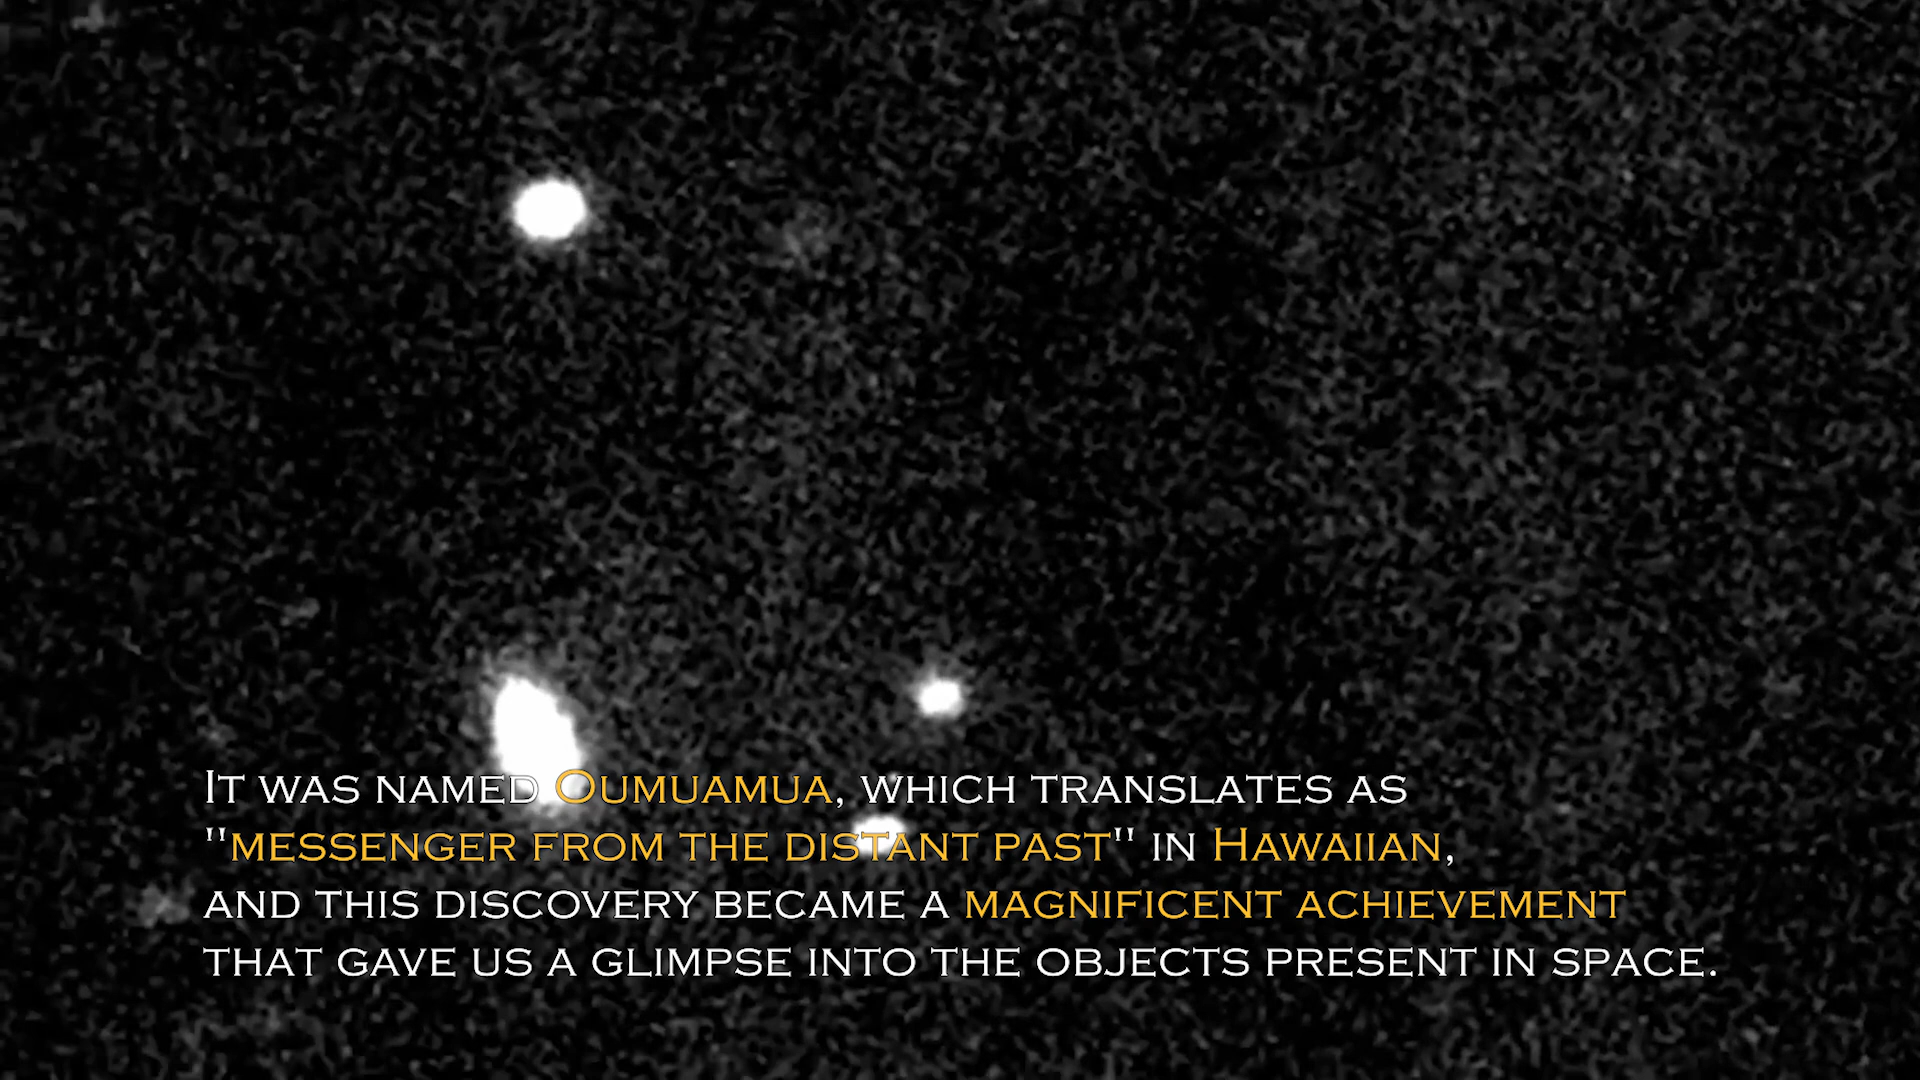 It was named Oumuamua, which translates as
"messenger from the distant past" in Hawaiian,
and this discovery became a magnificent achievement
that gave us a glimpse into the objects present in space.